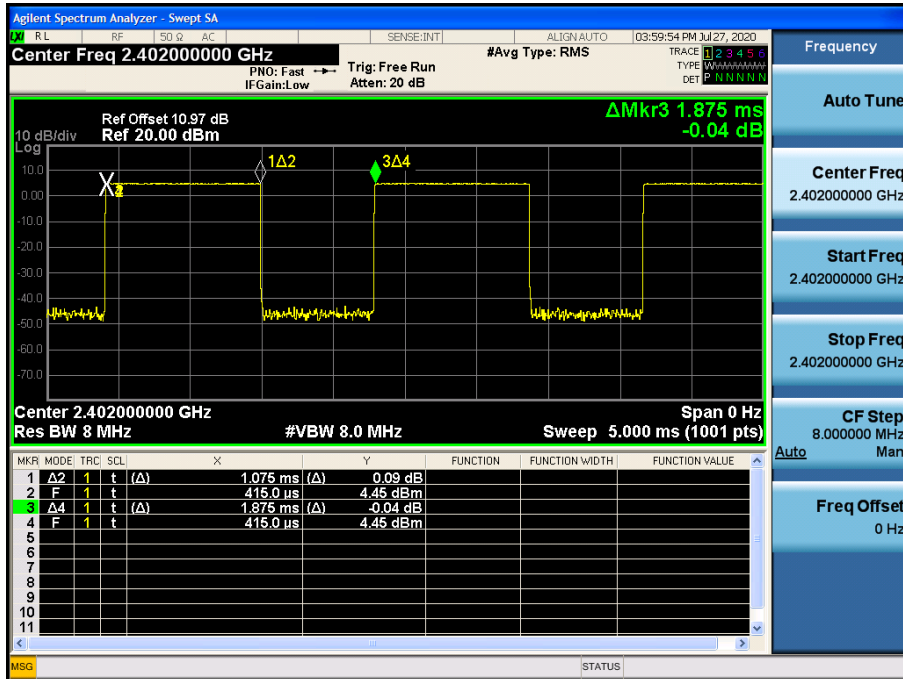 Agilent Spectrum Analyzer - Swept SA
LXI RL RF 50 Ω AC SENSE:INT ALIGN AUTO 03:59:54 PM Jul 27, 2020
Center Freq 2.402000000 GHz #Avg Type: RMS TRACE 1 2 3 4 5 6
PNO: Fast Trig: Free Run TYPE W
IFGain:Low Atten: 20 dB DET P N N N N N
ΔMkr3 1.875 ms
-0.04 dB
Ref Offset 10.97 dB
10 dB/div Ref 20.00 dBm
Log
10.0
0.00
-10.0
-20.0
-30.0
-40.0
-50.0
-60.0
-70.0
X 2 1Δ2 3Δ4
Center 2.402000000 GHz Span 0 Hz
Res BW 8 MHz #VBW 8.0 MHz Sweep 5.000 ms (1001 pts)
MKR MODE TRC SCL X Y FUNCTION FUNCTION WIDTH FUNCTION VALUE
1 Δ2 1 t (Δ) 1.075 ms (Δ) 0.09 dB
2 F 1 t 415.0 µs 4.45 dBm
3 Δ4 1 t (Δ) 1.875 ms (Δ) -0.04 dB
4 F 1 t 415.0 µs 4.45 dBm
5
6
7
8
9
10
11
MSG STATUS
Frequency
Auto Tune
Center Freq
2.402000000 GHz
Start Freq
2.402000000 GHz
Stop Freq
2.402000000 GHz
CF Step
8.000000 MHz
Auto Man
Freq Offset
0 Hz